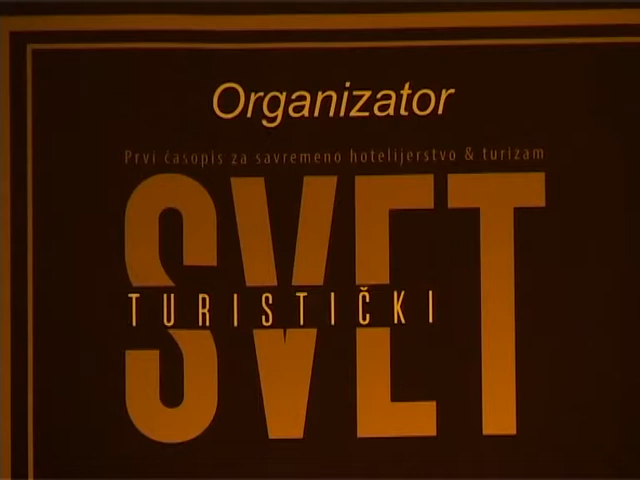 Organizator
Prvi časopis za savremeno hotelijerstvo & turizam
SVET
TURISTIČKI